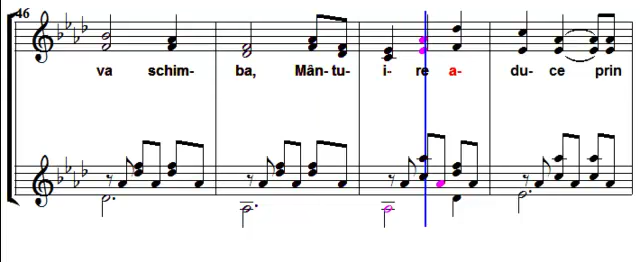 46
va schim- ba, Mân- tu- i- re a- du- ce prin